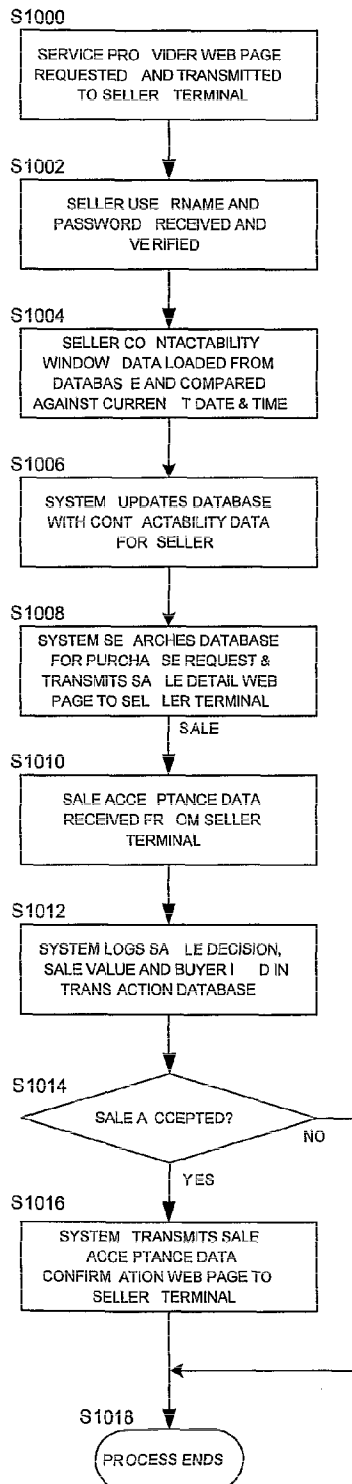 S1000
SERVICE PRO VIDER WEB PAGE
REQUESTED AND TRANSMITTED
TO SELLER TERMINAL
S1002
SELLER USE RNAME AND
PASSWORD RECEIVED AND
VERIFIED
S1004
SELLER CO NTACTABILITY
WINDOW DATA LOADED FROM
DATABAS E AND COMPARED
AGAINST CURREN T DATE & TIME
S1006
SYSTEM UPDATES DATABASE
WITH CONT ACTABILITY DATA
FOR SELLER
S1008
SYSTEM SE ARCHES DATABASE
FOR PURCHA SE REQUEST &
TRANSMITS SA LE DETAIL WEB
PAGE TO SEL LER TERMINAL
SALE
S1010
SALE ACCE PTANCE DATA
RECEIVED FR OM SELLER
TERMINAL
S1012
SYSTEM LOGS SA LE DECISION,
SALE VALUE AND BUYER I D IN
TRANS ACTION DATABASE
S1014
SALE A CCEPTED?
NO
YES
S1016
SYSTEM TRANSMITS SALE
ACCE PTANCE DATA
CONFIRM ATION WEB PAGE TO
SELLER TERMINAL
S1018
PROCESS ENDS